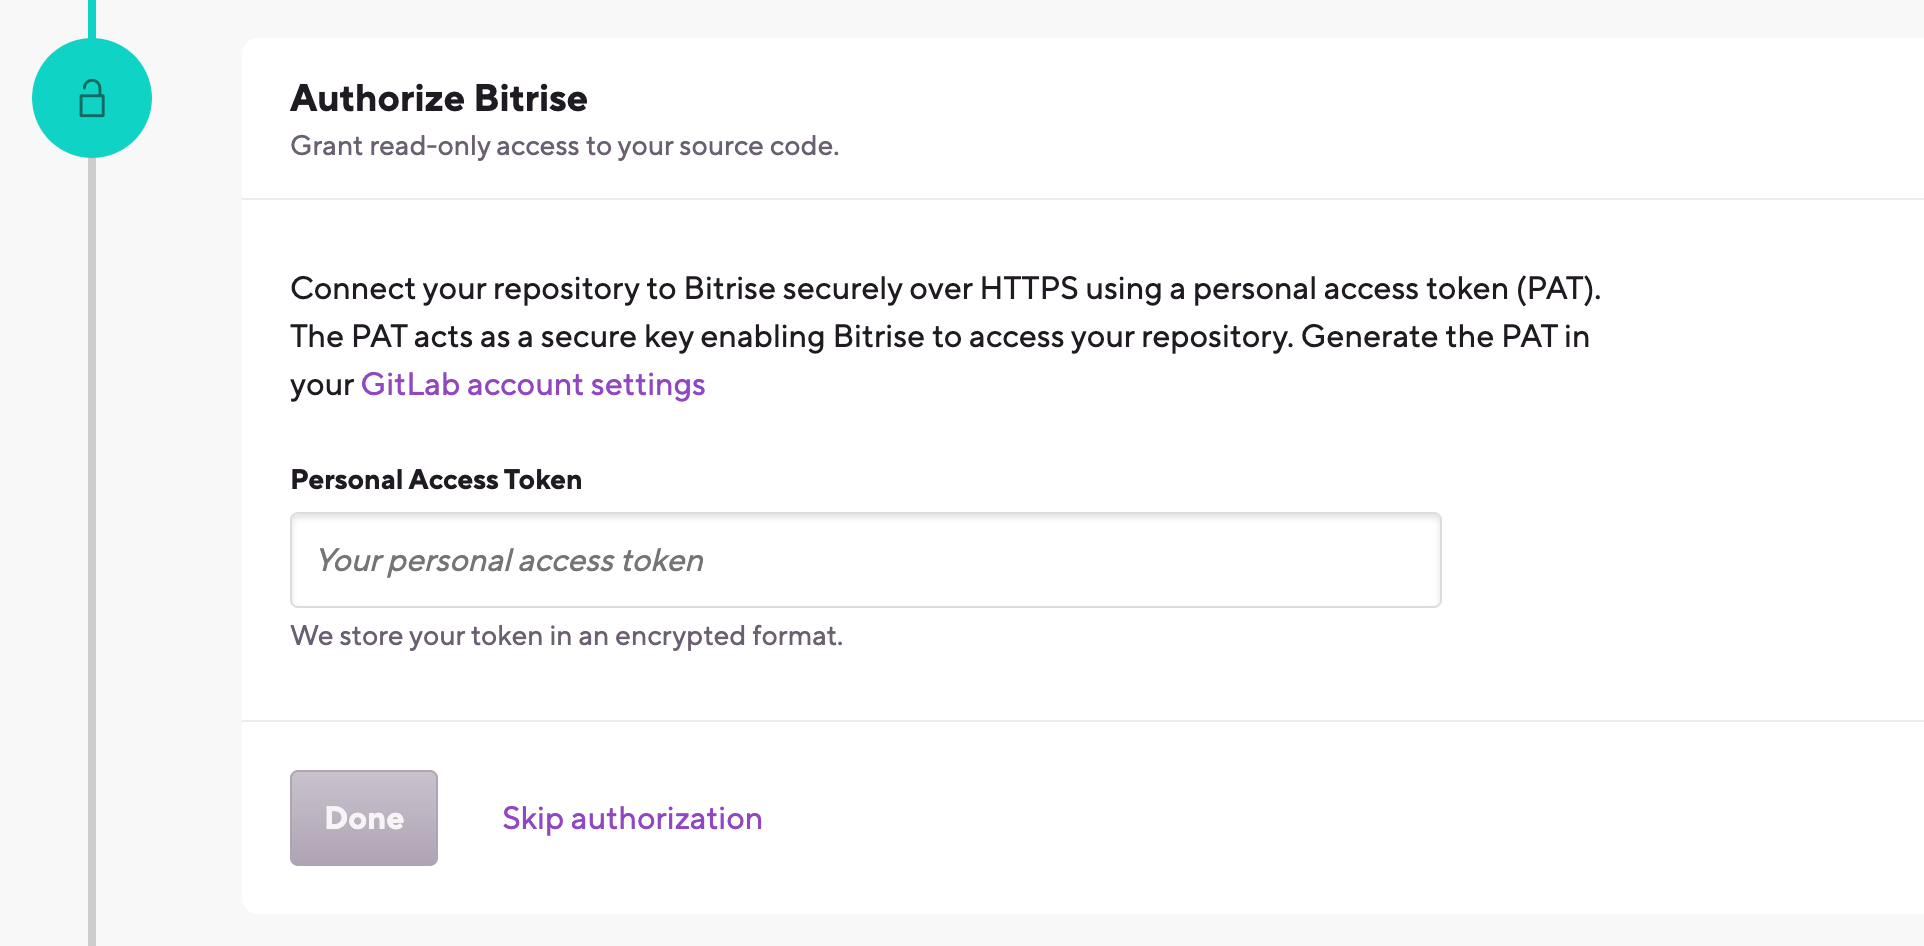 Authorize Bitrise
Grant read-only access to your source code.
Connect your repository to Bitrise securely over HTTPS using a personal access token (PAT).
The PAT acts as a secure key enabling Bitrise to access your repository. Generate the PAT in
your GitLab account settings
Personal Access Token
Your personal access token
We store your token in an encrypted format.
Done
Skip authorization